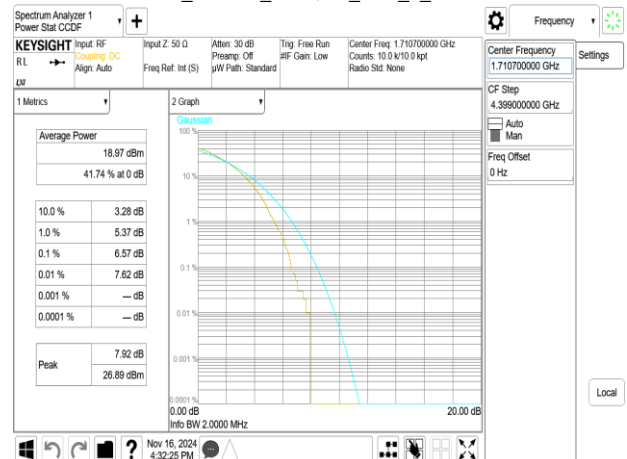 Spectrum Analyzer 1
Power Stat CCDF
Frequency
KEYSIGHT
RL
LXI
Input: RF
Coupling: DC
Align: Auto
Input Z: 50 Ω
Freq Ref: Int (S)
Atten: 30 dB
Preamp: Off
µW Path: Standard
Trig: Free Run
#IF Gain: Low
Center Freq: 1.710700000 GHz
Counts: 10.0 k/10.0 kpt
Radio Std: None
Center Frequency
1.710700000 GHz
Settings
CF Step
4.399000000 GHz
Auto
Man
Freq Offset
0 Hz
1 Metrics
2 Graph
Average Power
18.97 dBm
41.74 % at 0 dB
10.0 % 3.28 dB
1.0 % 5.37 dB
0.1 % 6.57 dB
0.01 % 7.62 dB
0.001 % --- dB
0.0001 % --- dB
Peak
7.92 dB
26.89 dBm
Gaussian
100 %
10 %
1 %
0.1 %
0.01 %
0.001 %
0.0001 %
0.00 dB 20.00 dB
Info BW 2.0000 MHz
Local
?
Nov 16, 2024
4:32:25 PM